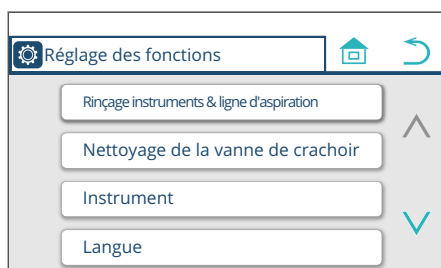 Réglage des fonctions
Rinçage instruments & ligne d'aspiration
Nettoyage de la vanne de crachoir
Instrument
Langue